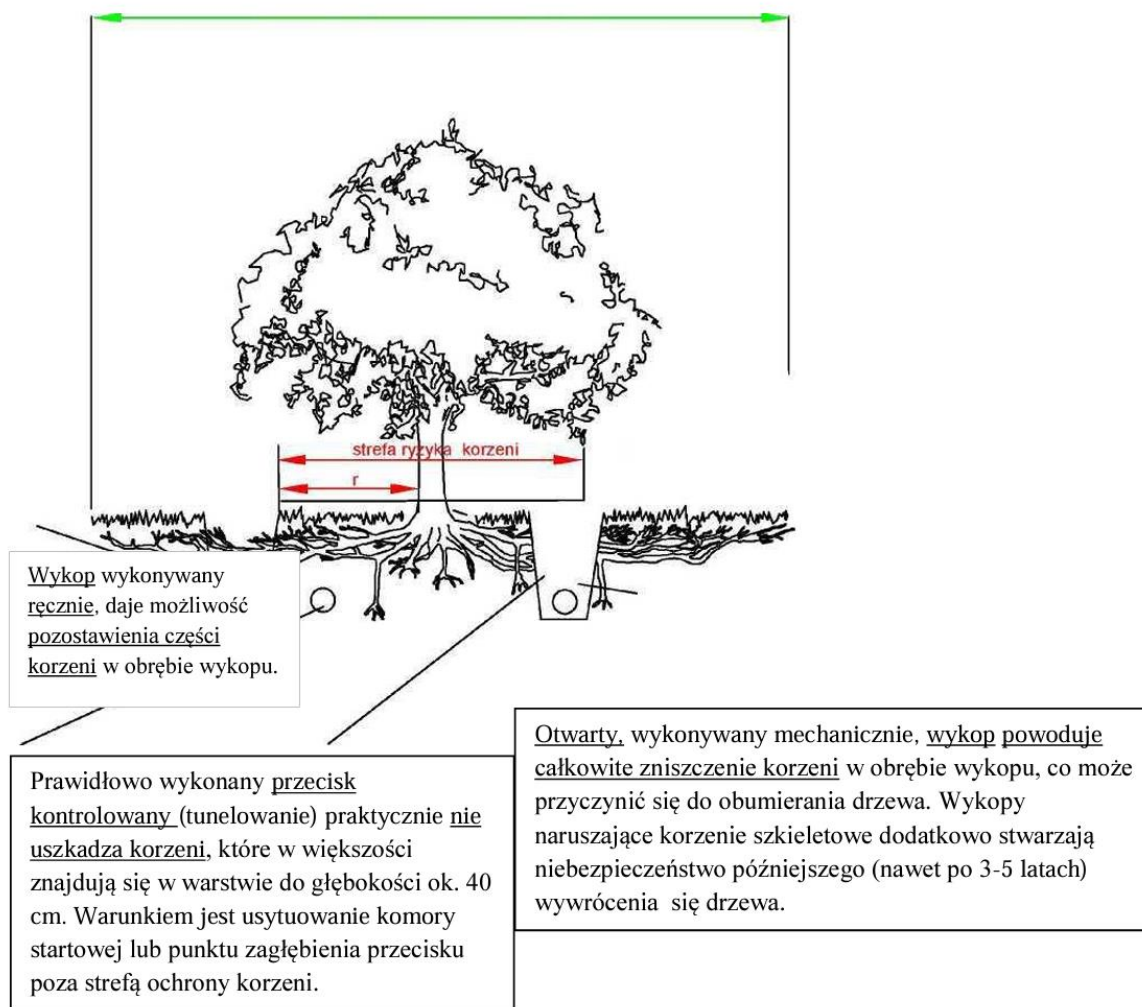 strefa ryzyka korzeni
r
Wykop wykonywany
ręcznie, daje możliwość
pozostawienia części
korzeni w obrębie wykopu.
Prawidłowo wykonany przecisk
kontrolowany (tunelowanie) praktycznie nie
uszkadza korzeni, które w większości
znajdują się w warstwie do głębokości ok. 40
cm. Warunkiem jest usytuowanie komory
startowej lub punktu zagłębienia przecisku
poza strefą ochrony korzeni.
Otwarty, wykonywany mechanicznie, wykop powoduje
całkowite zniszczenie korzeni w obrębie wykopu, co może
przyczynić się do obumierania drzewa. Wykopy
naruszające korzenie szkieletowe dodatkowo stwarzają
niebezpieczeństwo późniejszego (nawet po 3-5 latach)
wywrócenia się drzewa.